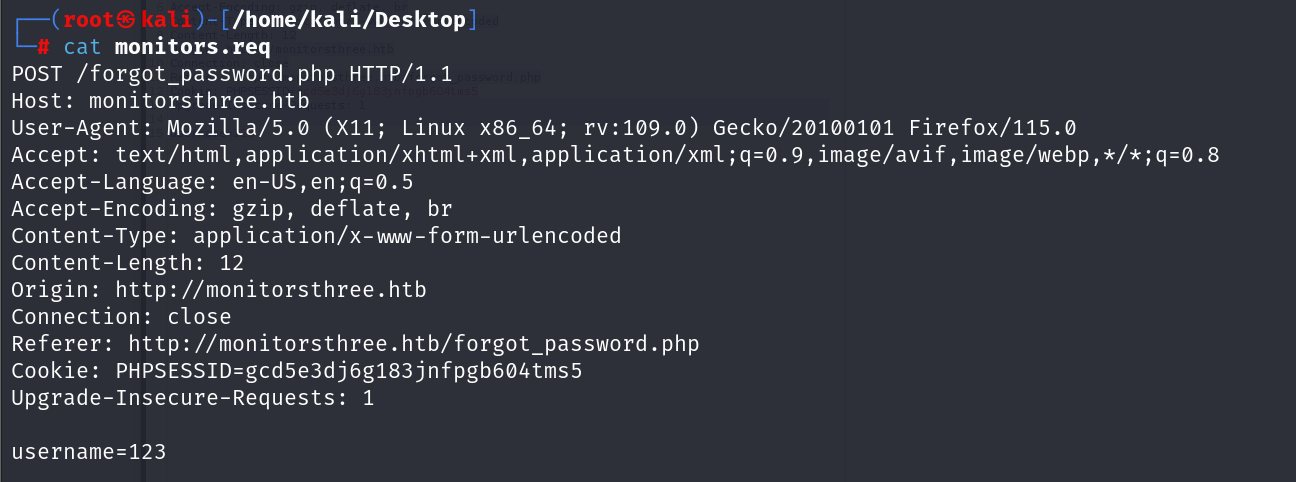 ┌──(root㉿kali)-[/home/kali/Desktop]
└─# cat monitors.req
POST /forgot_password.php HTTP/1.1
Host: monitorsthree.htb
User-Agent: Mozilla/5.0 (X11; Linux x86_64; rv:109.0) Gecko/20100101 Firefox/115.0
Accept: text/html,application/xhtml+xml,application/xml;q=0.9,image/avif,image/webp,*/*;q=0.8
Accept-Language: en-US,en;q=0.5
Accept-Encoding: gzip, deflate, br
Content-Type: application/x-www-form-urlencoded
Content-Length: 12
Origin: http://monitorsthree.htb
Connection: close
Referer: http://monitorsthree.htb/forgot_password.php
Cookie: PHPSESSID=gcd5e3dj6g183jnfpgb604tms5
Upgrade-Insecure-Requests: 1

username=123